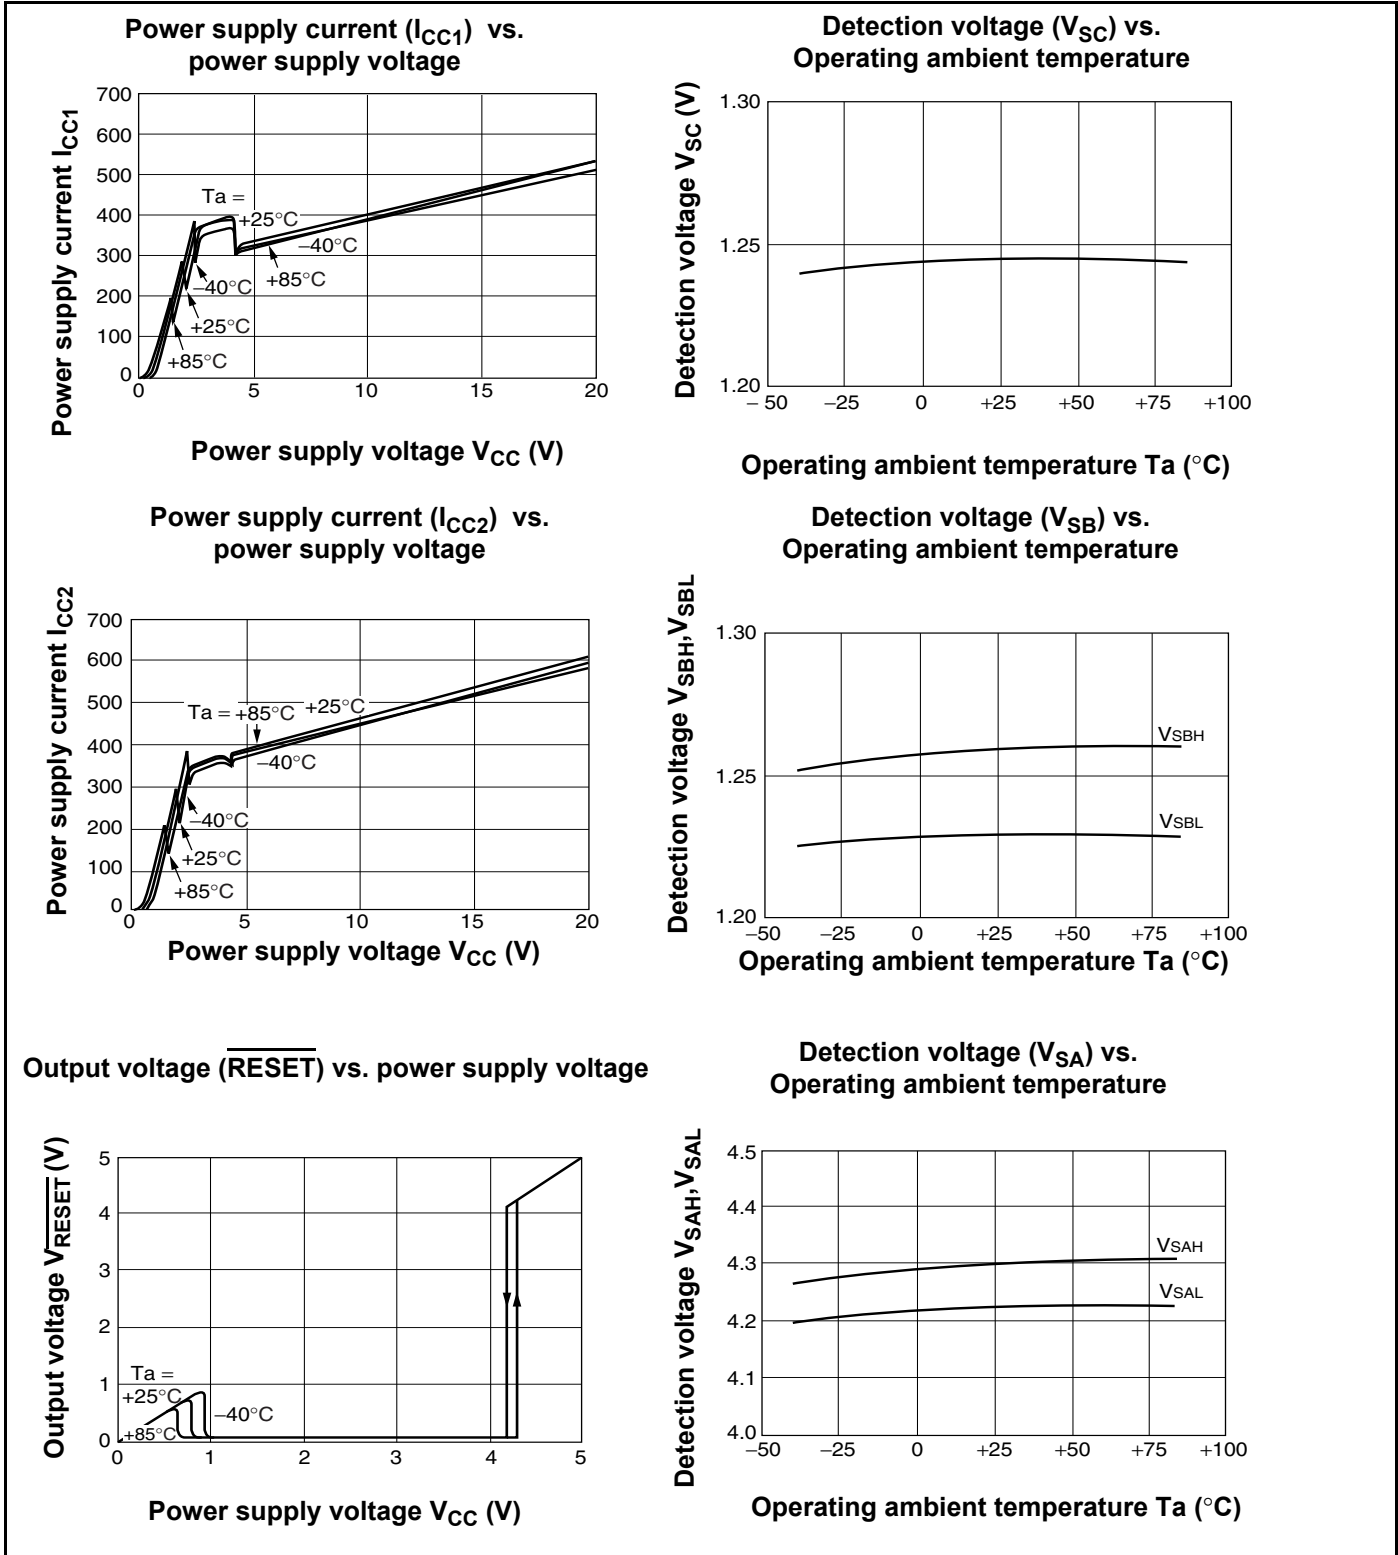 Power supply current (ICC1) vs.
power supply voltage
Power supply current ICC1
700
600
500
400
300
200
100
0
Ta =
+25°C
−40°C
+85°C
−40°C
+25°C
+85°C
0
5
10
15
20
Power supply voltage VCC (V)
Detection voltage (VSC) vs.
Operating ambient temperature
Detection voltage VSC (V)
1.30
1.25
1.20
− 50
−25
0
+25
+50
+75
+100
Operating ambient temperature Ta (°C)
Power supply current (ICC2) vs.
power supply voltage
Power supply current ICC2
700
600
500
400
300
200
100
0
Ta = +85°C
+25°C
−40°C
−40°C
+25°C
+85°C
0
5
10
15
20
Power supply voltage VCC (V)
Detection voltage (VSB) vs.
Operating ambient temperature
Detection voltage VSBH,VSBL
1.30
1.25
1.20
VSBH
VSBL
−50
−25
0
+25
+50
+75
+100
Operating ambient temperature Ta (°C)
Output voltage (RESET) vs. power supply voltage
Output voltage VRESET (V)
5
4
3
2
1
0
Ta =
+25°C
−40°C
+85°C
0
1
2
3
4
5
Power supply voltage VCC (V)
Detection voltage (VSA) vs.
Operating ambient temperature
Detection voltage VSAH,VSAL
4.5
4.4
4.3
4.2
4.1
4.0
VSAH
VSAL
−50
−25
0
+25
+50
+75
+100
Operating ambient temperature Ta (°C)